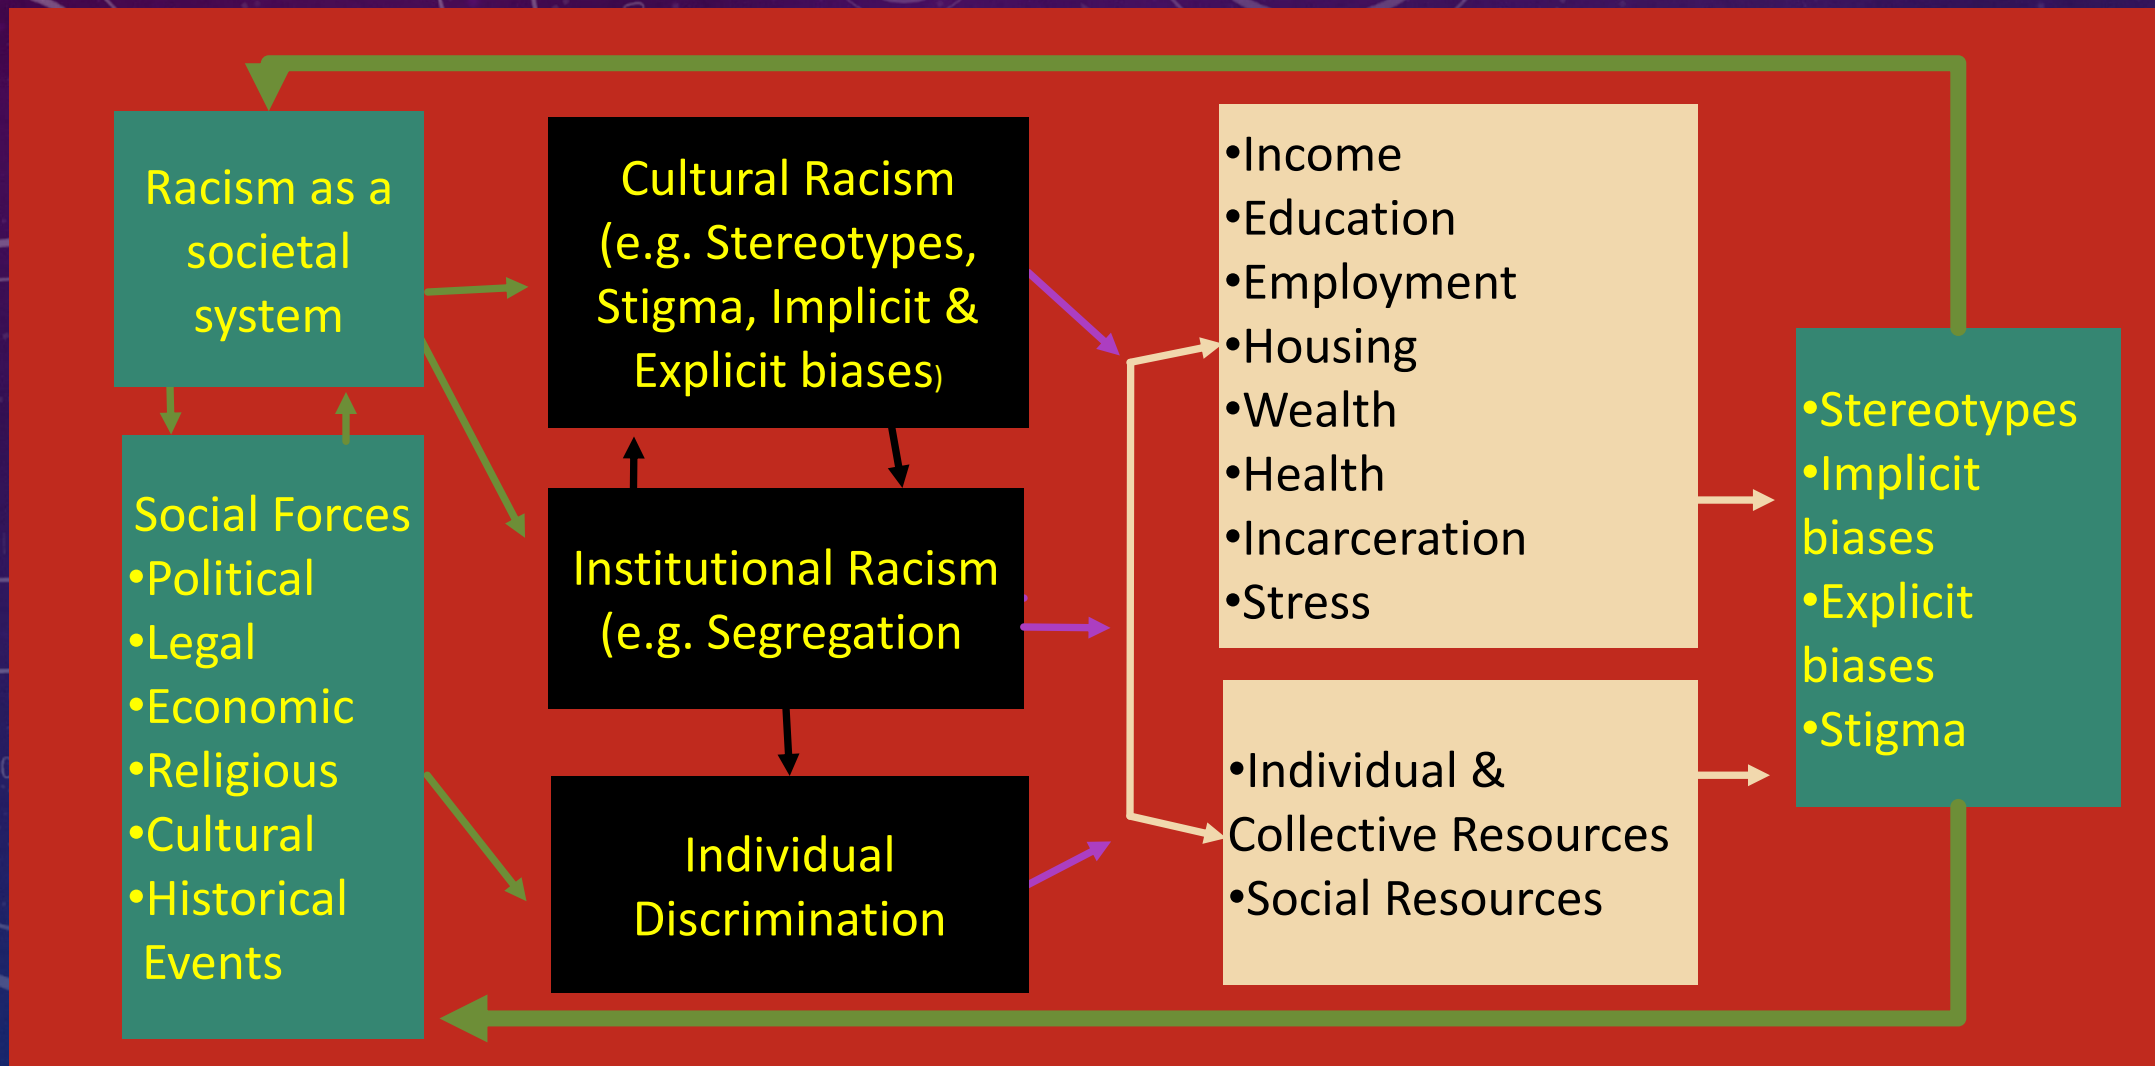 Racism as a
societal
system
Social Forces
•Political
•Legal
•Economic
•Religious
•Cultural
•Historical
Events
Cultural Racism
(e.g. Stereotypes,
Stigma, Implicit &
Explicit biases)
Institutional Racism
(e.g. Segregation
Individual
Discrimination
•Income
•Education
•Employment
•Housing
•Wealth
•Health
•Incarceration
•Stress
•Individual &
Collective Resources
•Social Resources
•Stereotypes
•Implicit
biases
•Explicit
biases
•Stigma